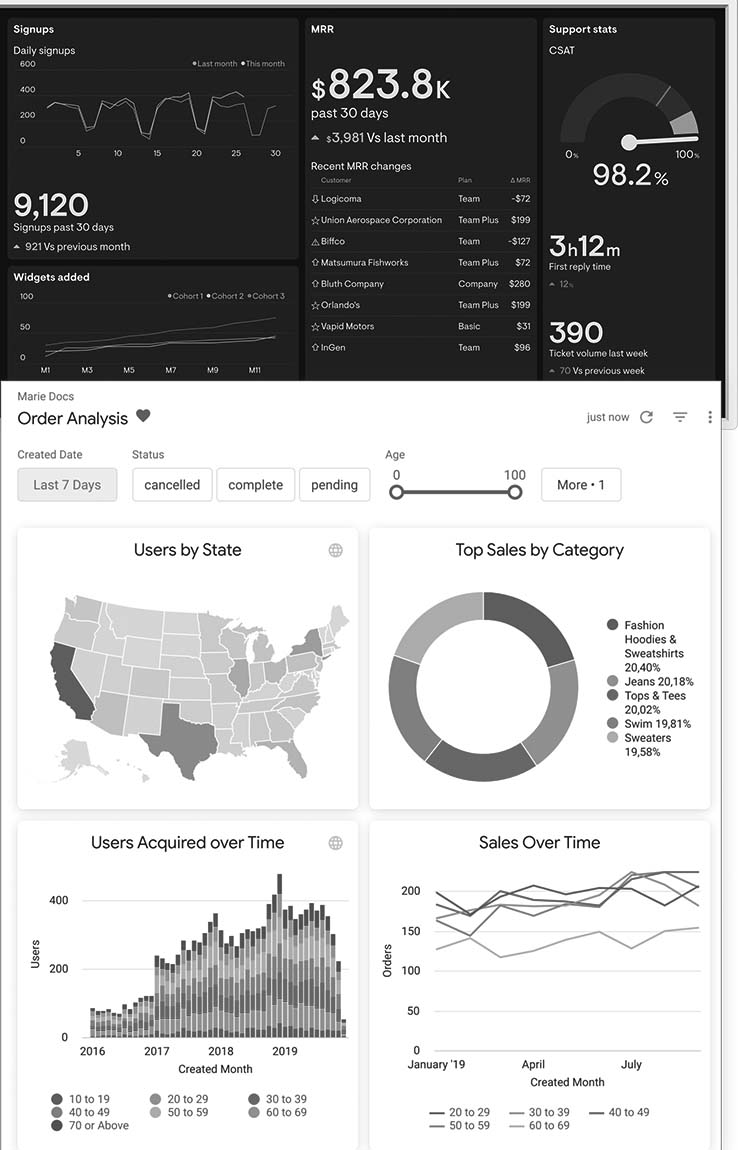 Signups
Daily signups
600
Last month This month
400
200
0
5 10 15 20 25 30
9,120
Signups past 30 days
921 Vs previous month
Widgets added
100
Cohort 1 Cohort 2 Cohort 3
50
0
M1 M3 M5 M7 M9 M11
MRR
$823.8K
past 30 days
$3,981 Vs last month
Recent MRR changes
Customer Plan Δ MRR
Logicoma Team -$72
Union Aerospace Corporation Team Plus $199
Biffco Team -$127
Matsumura Fishworks Team Plus $72
Bluth Company Company $280
Orlando's Team Plus $199
Vapid Motors Basic $31
InGen Team $96
Support stats
CSAT
0% 100%
98.2%
3h12m
First reply time
12%
390
Ticket volume last week
70 Vs previous week
Marie Docs
Order Analysis
just now
Created Date Status Age
Last 7 Days cancelled complete pending 0 100 More • 1
Users by State
Top Sales by Category
Fashion
Hoodies &
Sweatshirts
20,40%
Jeans 20,18%
Tops & Tees
20,02%
Swim 19,81%
Sweaters
19,58%
Users Acquired over Time
400
200
0
Users
2016 2017 2018 2019
Created Month
10 to 19 20 to 29 30 to 39
40 to 49 50 to 59 60 to 69
70 or Above
Sales Over Time
200
150
100
50
0
Orders
January '19 April July
Created Month
20 to 29 30 to 39 40 to 49
50 to 59 60 to 69